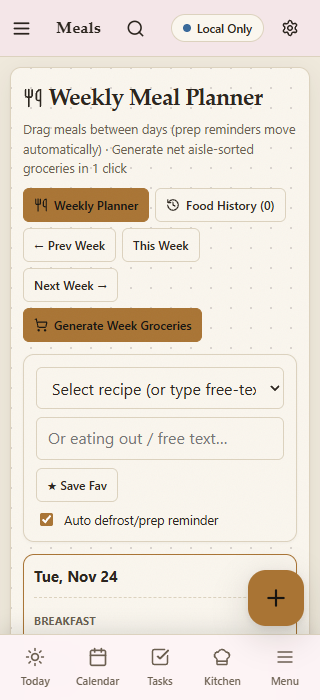 Meals
Local Only
Weekly Meal Planner
Drag meals between days (prep reminders move
automatically) · Generate net aisle-sorted
groceries in 1 click
Weekly Planner
Food History (0)
← Prev Week
This Week
Next Week →
Generate Week Groceries
Select recipe (or type free-tex
Or eating out / free text...
★ Save Fav
Auto defrost/prep reminder
Tue, Nov 24
BREAKFAST
Today
Calendar
Tasks
Kitchen
Menu